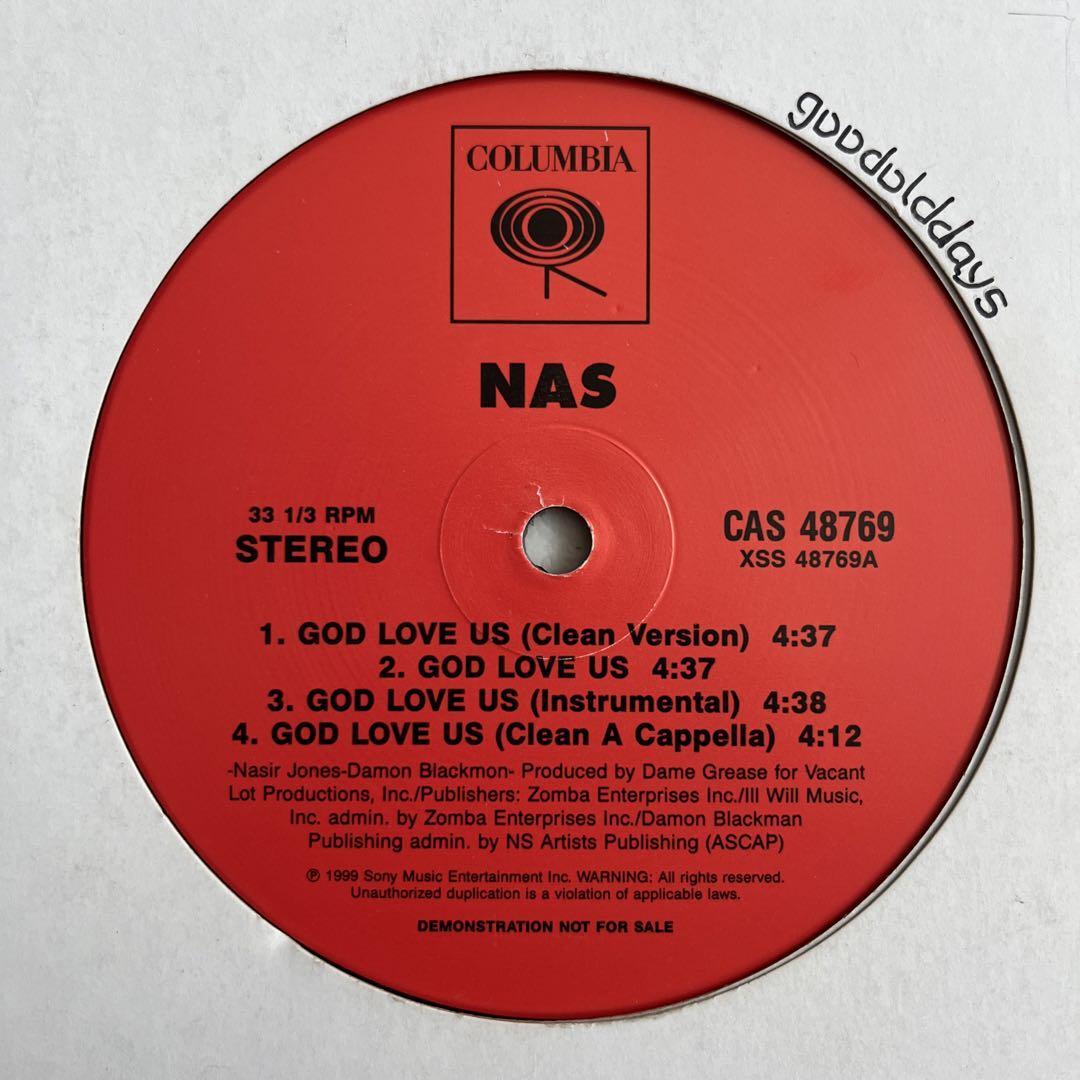 goodolddays
COLUMBIA
NAS
33 1/3 RPM
STEREO
CAS 48769
XSS 48769A
1. GOD LOVE US (Clean Version) 4:37
2. GOD LOVE US 4:37
3. GOD LOVE US (Instrumental) 4:38
4. GOD LOVE US (Clean A Cappella) 4:12
-Nasir Jones-Damon Blackmon- Produced by Dame Grease for Vacant
Lot Productions, Inc./Publishers: Zomba Enterprises Inc./Ill Will Music,
Inc. admin. by Zomba Enterprises Inc./Damon Blackman
Publishing admin. by NS Artists Publishing (ASCAP)
℗ 1999 Sony Music Entertainment Inc. WARNING: All rights reserved.
Unauthorized duplication is a violation of applicable laws.
DEMONSTRATION NOT FOR SALE